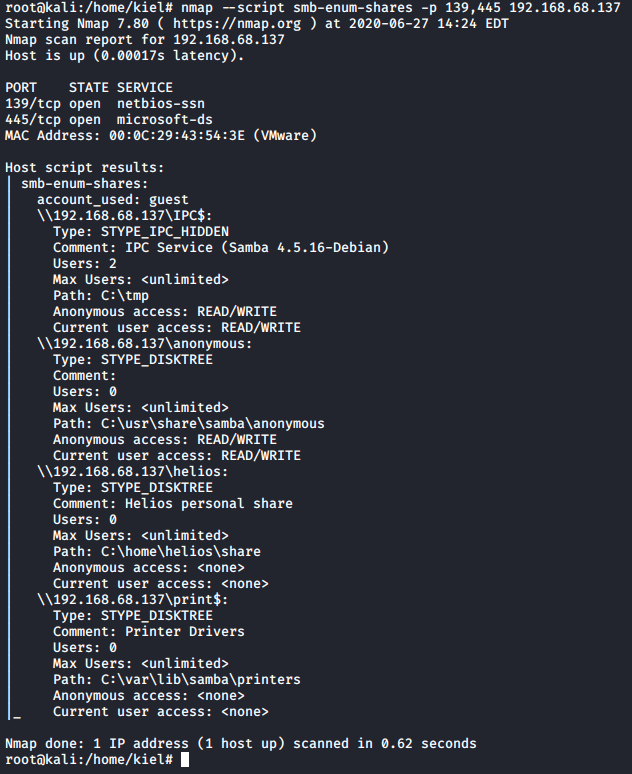 root@kali:/home/kiel# nmap --script smb-enum-shares -p 139,445 192.168.68.137
Starting Nmap 7.80 ( https://nmap.org ) at 2020-06-27 14:24 EDT
Nmap scan report for 192.168.68.137
Host is up (0.00017s latency).

PORT    STATE SERVICE
139/tcp open  netbios-ssn
445/tcp open  microsoft-ds
MAC Address: 00:0C:29:43:54:3E (VMware)

Host script results:
| smb-enum-shares:
|   account_used: guest
|   \\192.168.68.137\IPC$:
|     Type: STYPE_IPC_HIDDEN
|     Comment: IPC Service (Samba 4.5.16-Debian)
|     Users: 2
|     Max Users: <unlimited>
|     Path: C:\tmp
|     Anonymous access: READ/WRITE
|     Current user access: READ/WRITE
|   \\192.168.68.137\anonymous:
|     Type: STYPE_DISKTREE
|     Comment:
|     Users: 0
|     Max Users: <unlimited>
|     Path: C:\usr\share\samba\anonymous
|     Anonymous access: READ/WRITE
|     Current user access: READ/WRITE
|   \\192.168.68.137\helios:
|     Type: STYPE_DISKTREE
|     Comment: Helios personal share
|     Users: 0
|     Max Users: <unlimited>
|     Path: C:\home\helios\share
|     Anonymous access: <none>
|     Current user access: <none>
|   \\192.168.68.137\print$:
|     Type: STYPE_DISKTREE
|     Comment: Printer Drivers
|     Users: 0
|     Max Users: <unlimited>
|     Path: C:\var\lib\samba\printers
|     Anonymous access: <none>
|_    Current user access: <none>

Nmap done: 1 IP address (1 host up) scanned in 0.62 seconds
root@kali:/home/kiel#